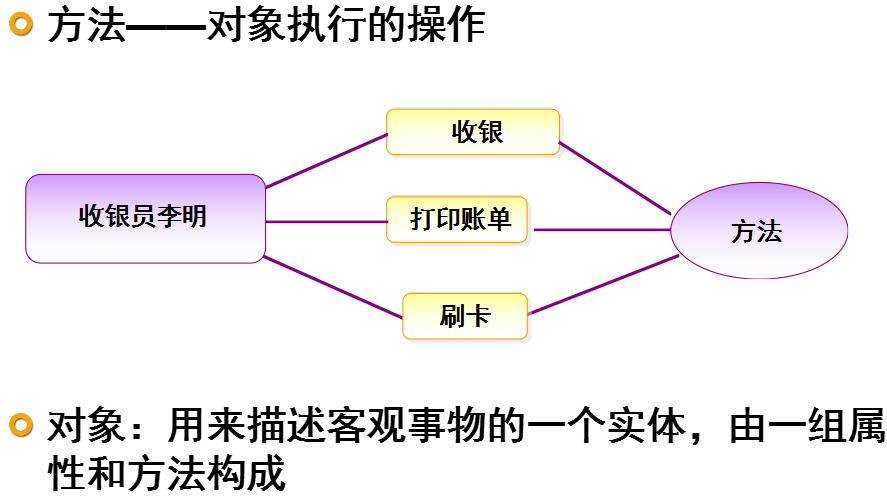 方法——对象执行的操作
收银
收银员李明
打印账单
方法
刷卡
对象：用来描述客观事物的一个实体，由一组属
性和方法构成